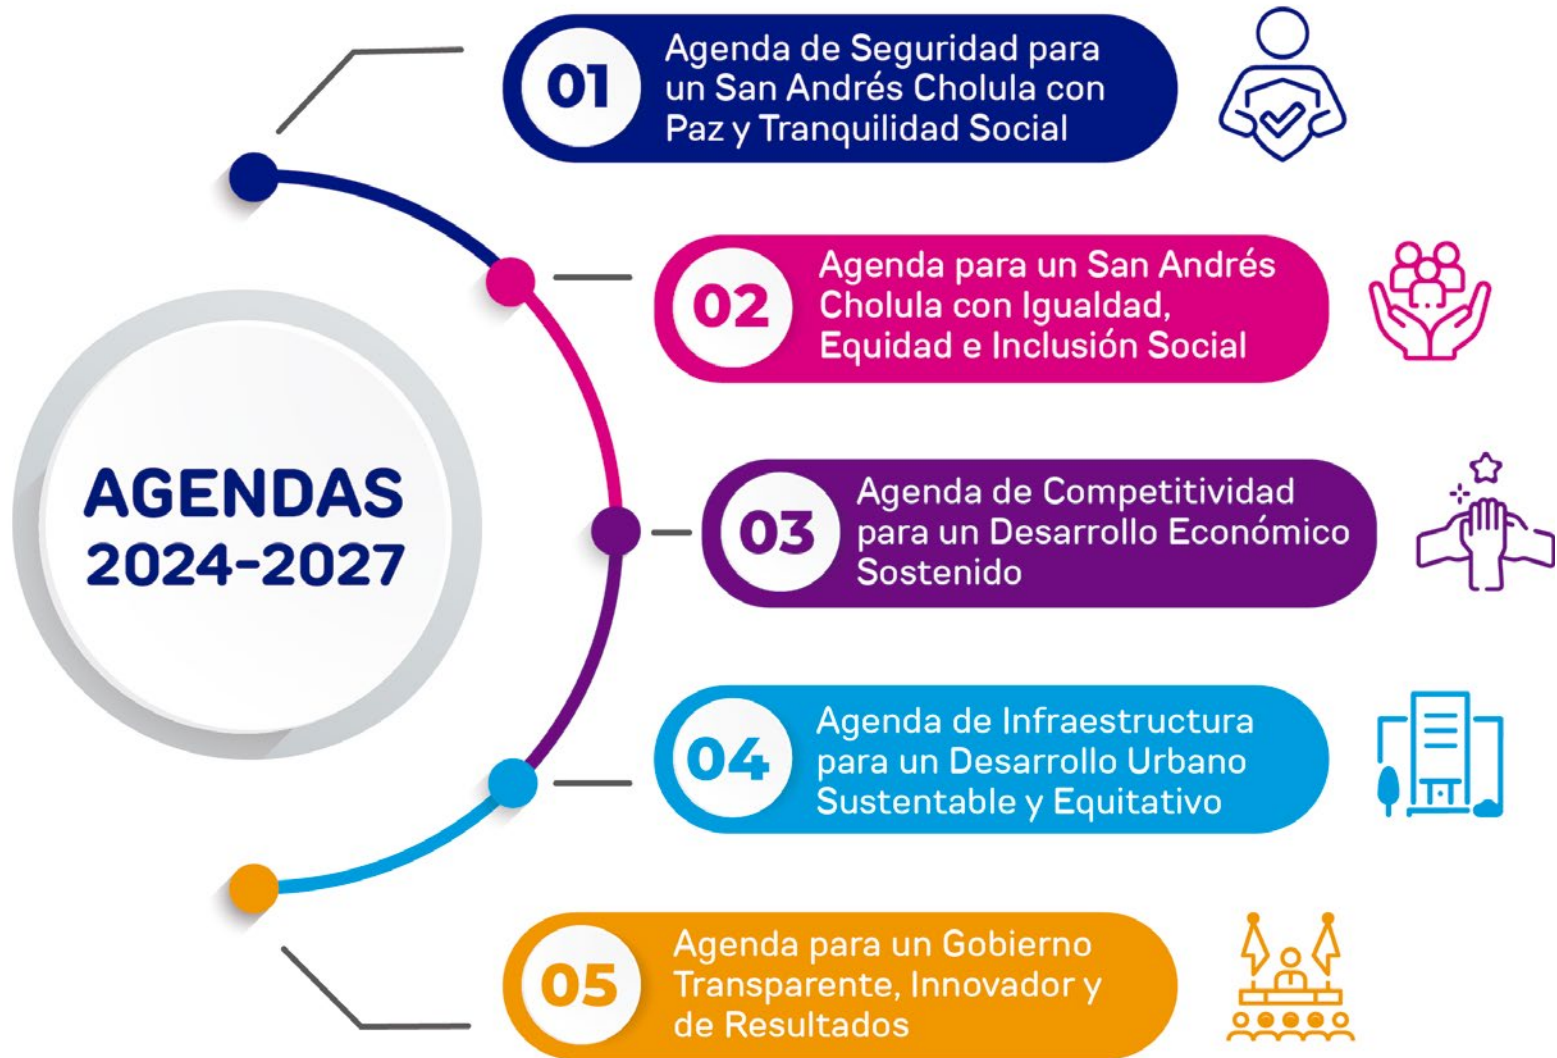 AGENDAS
2024-2027
01
Agenda de Seguridad para
un San Andrés Cholula con
Paz y Tranquilidad Social
02
Agenda para un San Andrés
Cholula con Igualdad,
Equidad e Inclusión Social
03
Agenda de Competitividad
para un Desarrollo Económico
Sostenido
04
Agenda de Infraestructura
para un Desarrollo Urbano
Sustentable y Equitativo
05
Agenda para un Gobierno
Transparente, Innovador y
de Resultados